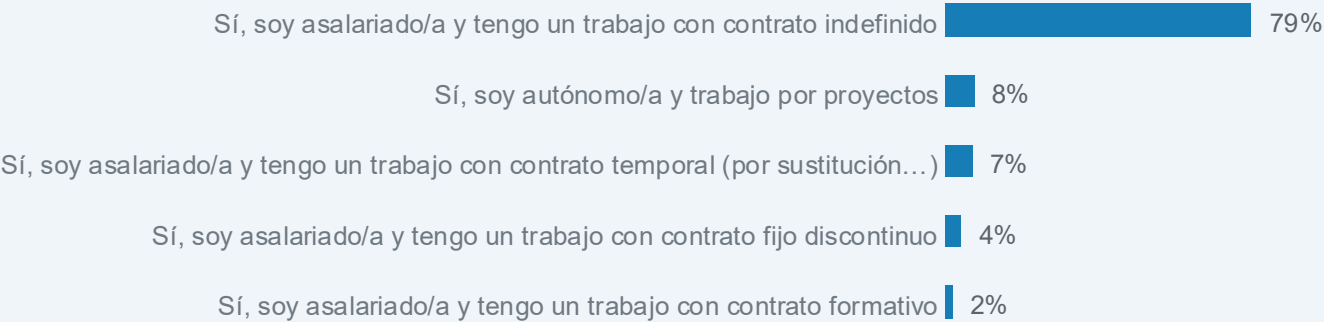 Sí, soy asalariado/a y tengo un trabajo con contrato indefinido 79%
Sí, soy autónomo/a y trabajo por proyectos 8%
Sí, soy asalariado/a y tengo un trabajo con contrato temporal (por sustitución…) 7%
Sí, soy asalariado/a y tengo un trabajo con contrato fijo discontinuo 4%
Sí, soy asalariado/a y tengo un trabajo con contrato formativo 2%